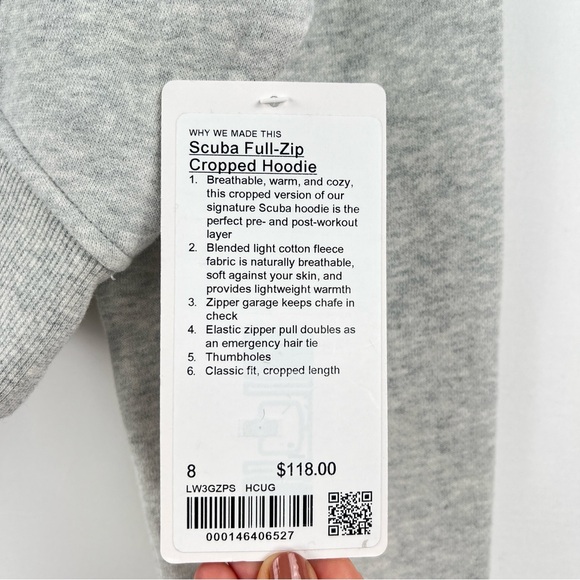 WHY WE MADE THIS
Scuba Full-Zip
Cropped Hoodie
1. Breathable, warm, and cozy,
this cropped version of our
signature Scuba hoodie is the
perfect pre- and post-workout
layer
2. Blended light cotton fleece
fabric is naturally breathable,
soft against your skin, and
provides lightweight warmth
3. Zipper garage keeps chafe in
check
4. Elastic zipper pull doubles as
an emergency hair tie
5. Thumbholes
6. Classic fit, cropped length
8 $118.00
LW3GZPS HCUG
000146406527